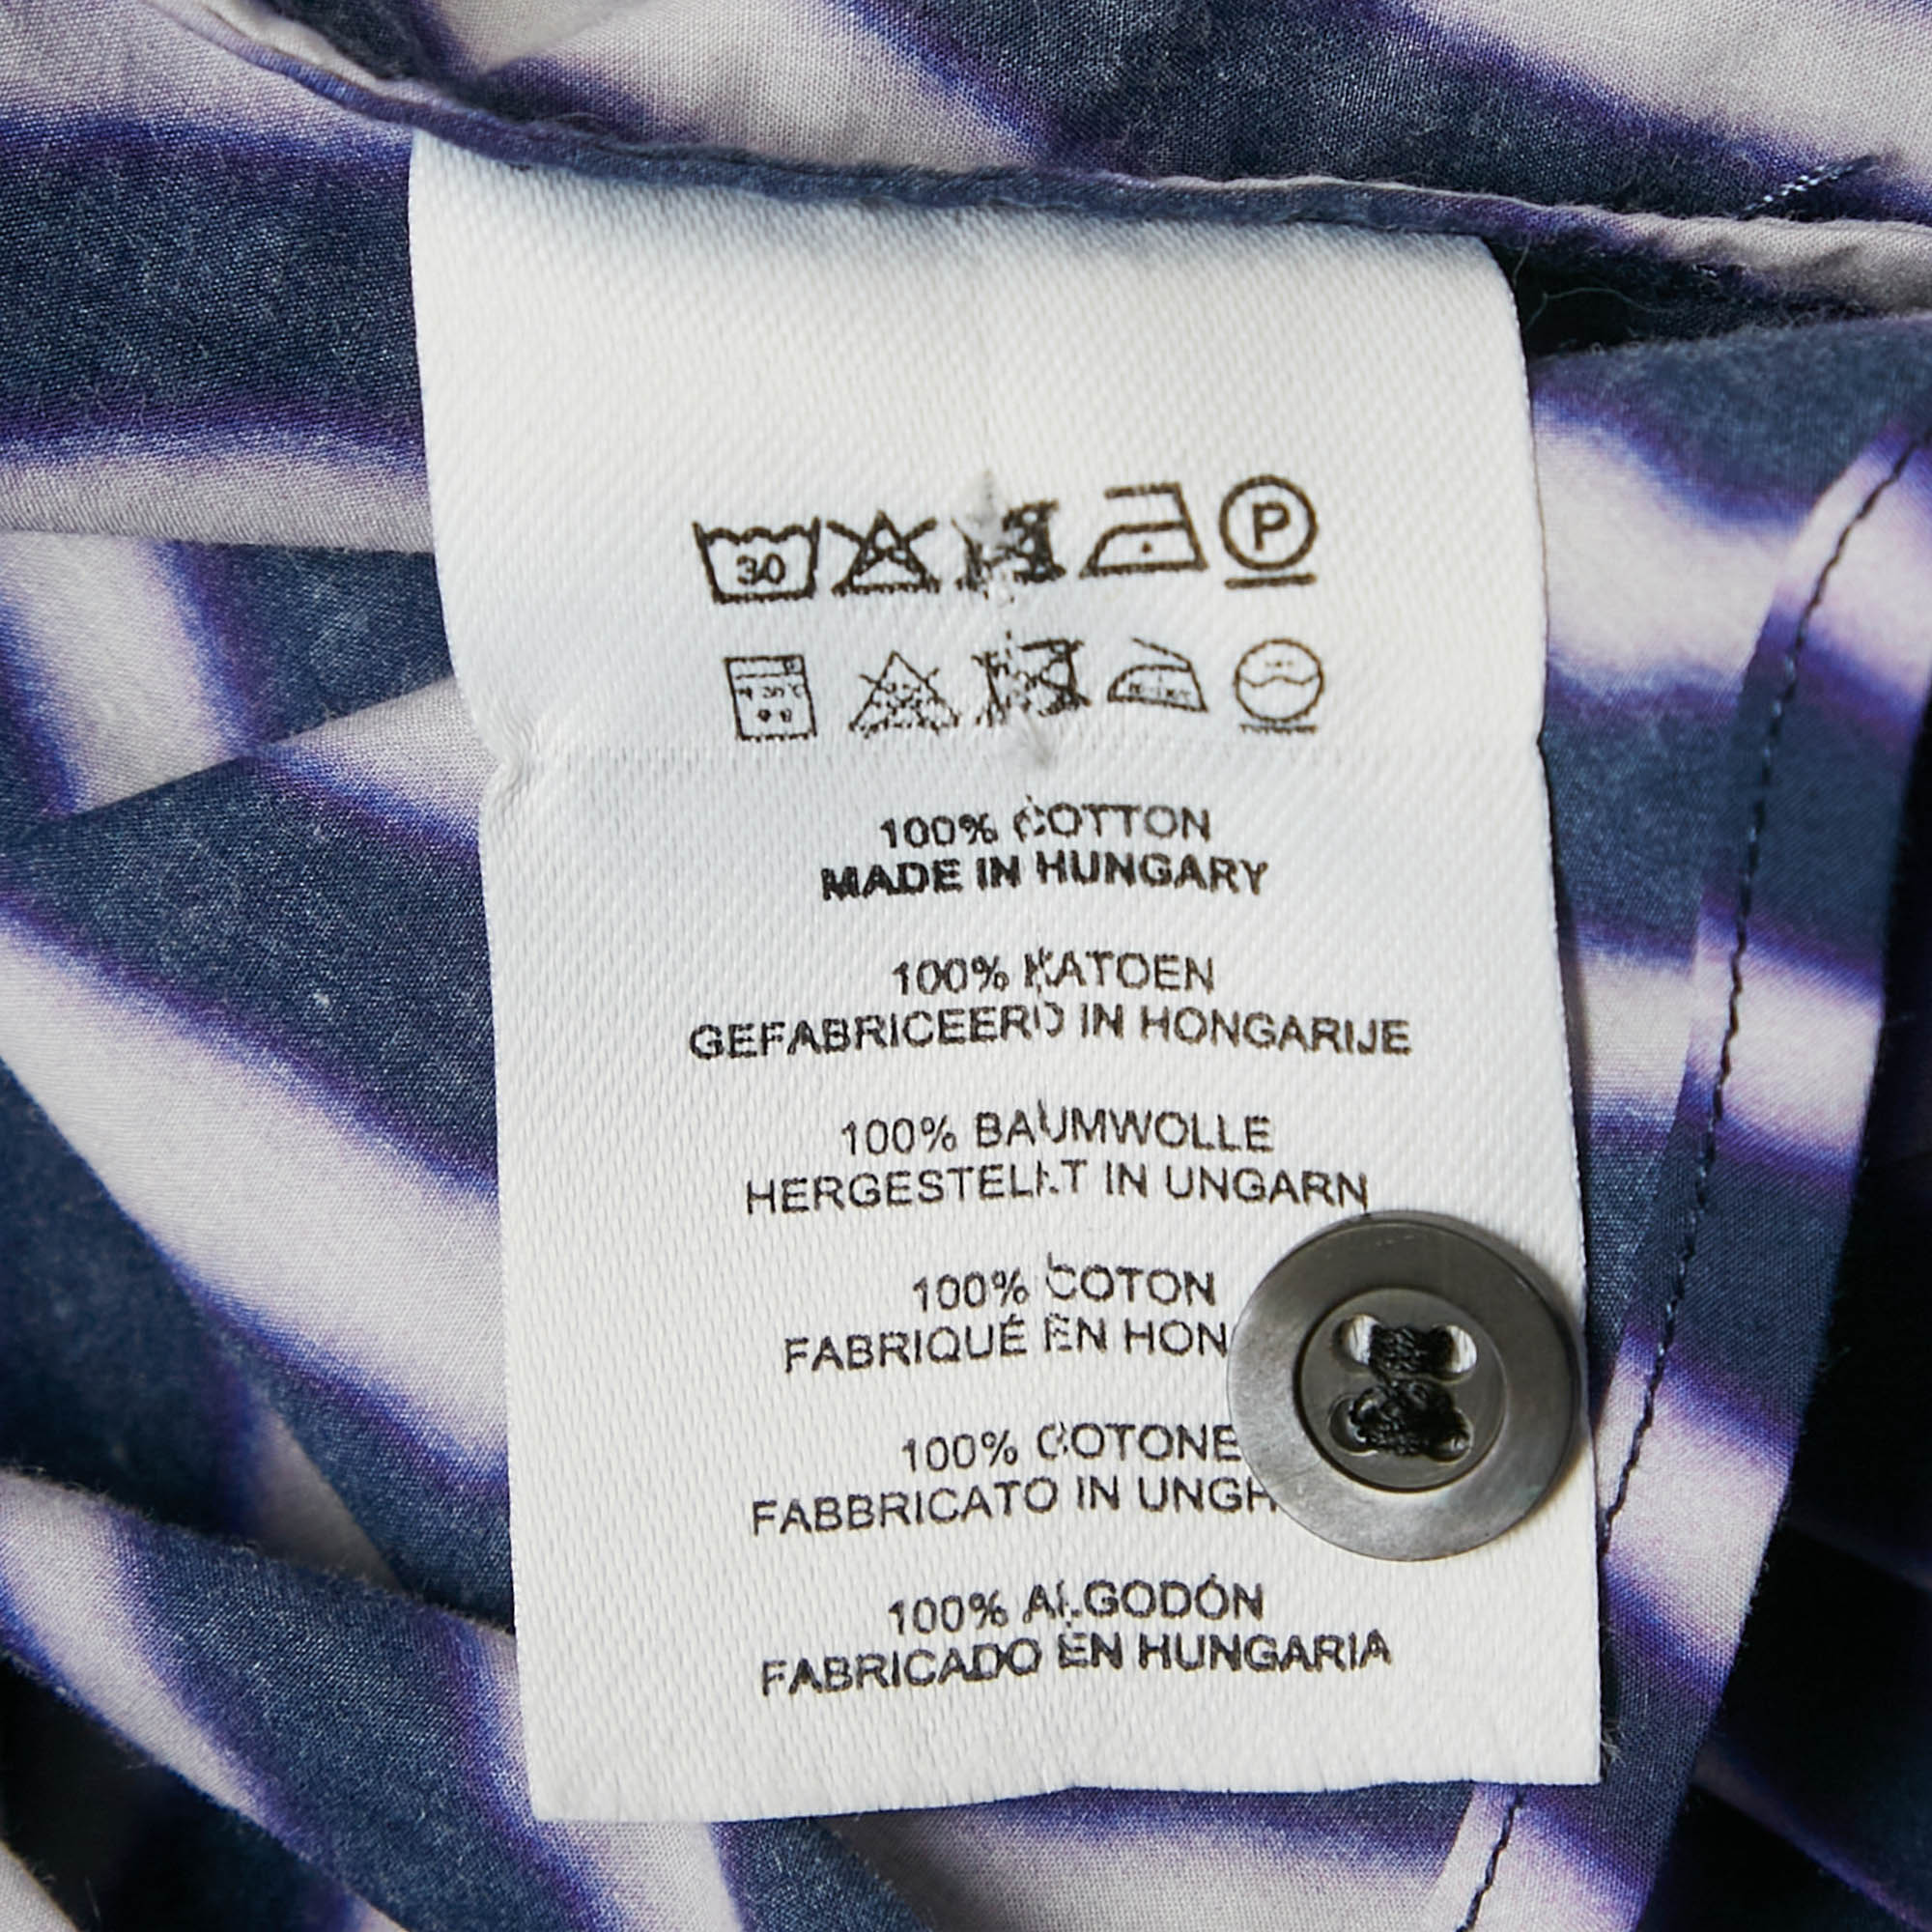 30
P
100% COTTON
MADE IN HUNGARY
100% KATOEN
GEFABRICEERD IN HONGARIJE
100% BAUMWOLLE
HERGESTELLT IN UNGARN
100% COTON
FABRIQUÉ EN HON
100% COTONE
FABBRICATO IN UNGH
100% ALGODÓN
FABRICADO EN HUNGARIA